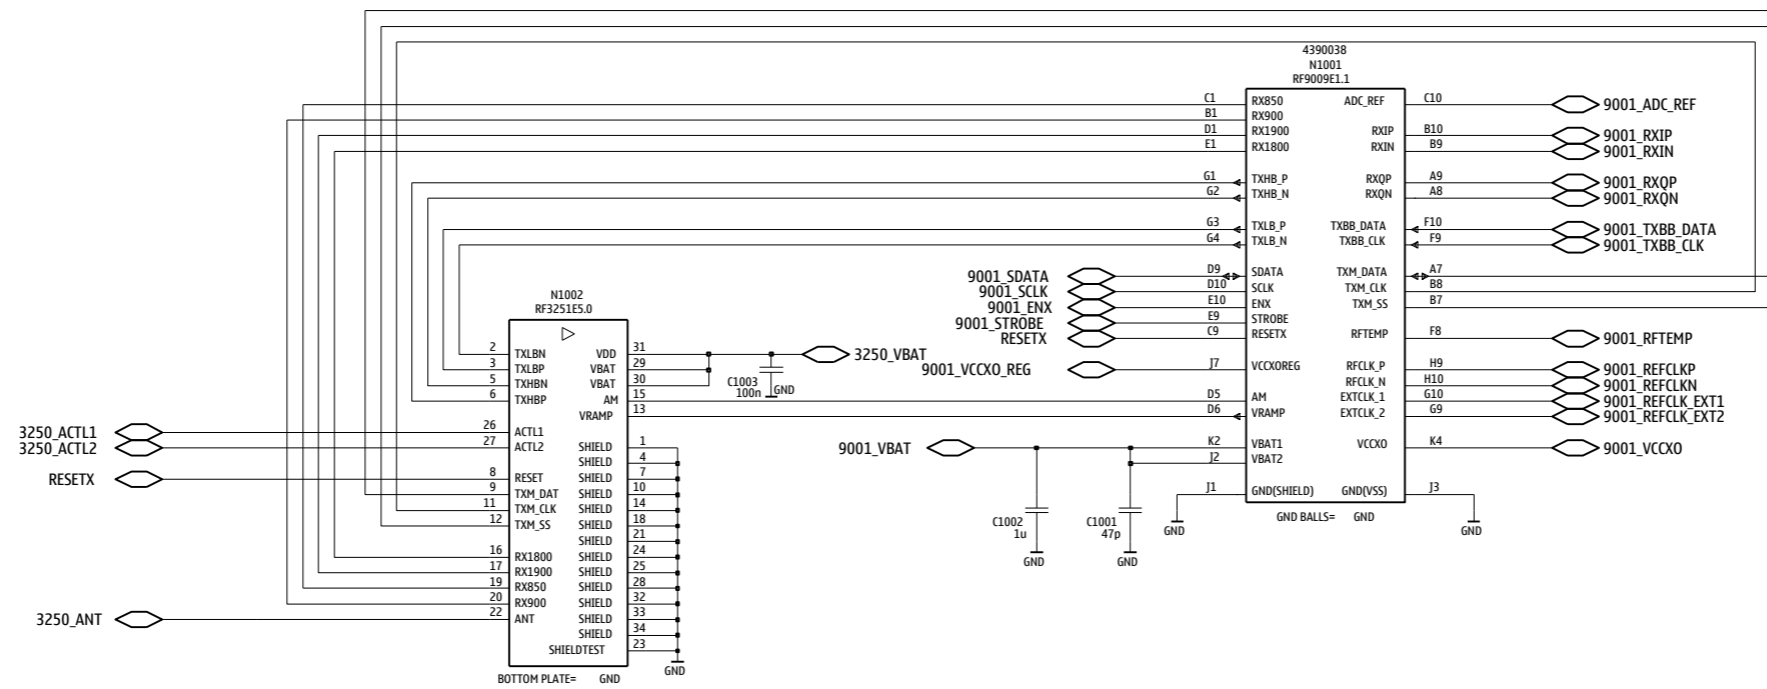 4390038
N1001
RF9009E1.1
C1 RX850 ADC_REF C10 9001_ADC_REF
B1 RX900
D1 RX1900 RXIP B10 9001_RXIP
E1 RX1800 RXIN B9 9001_RXIN
G1 TXHB_P RXQP A9 9001_RXQP
G2 TXHB_N RXQN A8 9001_RXQN
G3 TXLB_P TXBB_DATA F10 9001_TXBB_DATA
G4 TXLB_N TXBB_CLK F9 9001_TXBB_CLK
9001_SDATA D9 SDATA TXM_DATA A7
9001_SCLK D10 SCLK TXM_CLK B8
9001_ENX E10 ENX TXM_SS B7
9001_STROBE E9 STROBE
RESETX C9 RESETX RFTEMP F8 9001_RFTEMP
9001_VCCXO_REG J7 VCCXOREG RFCLK_P H9 9001_REFCLKP
RFCLK_N H10 9001_REFCLKN
D5 AM EXTCLK_1 G10 9001_REFCLK_EXT1
D6 VRAMP EXTCLK_2 G9 9001_REFCLK_EXT2
9001_VBAT K2 VBAT1 VCCXO K4 9001_VCCXO
J2 VBAT2
J1 GND(SHIELD) GND(VSS) J3
GND GND
GND BALLS= GND
C1002 1u
C1001 47p
GND GND
N1002
RF3251E5.0
2 TXLBN VDD 31 3250_VBAT
3 TXLBP VBAT 29
5 TXHBN VBAT 30
C1003 100n GND
6 TXHBP AM 15
VRAMP 13
3250_ACTL1 26 ACTL1
3250_ACTL2 27 ACTL2 SHIELD 1
SHIELD 4
RESETX 8 RESET SHIELD 7
9 TXM_DAT SHIELD 10
11 TXM_CLK SHIELD 14
12 TXM_SS SHIELD 18
SHIELD 21
16 RX1800 SHIELD 24
17 RX1900 SHIELD 25
19 RX850 SHIELD 28
20 RX900 SHIELD 32
3250_ANT 22 ANT SHIELD 33
SHIELD 34
SHIELDTEST 23
GND
BOTTOM PLATE= GND